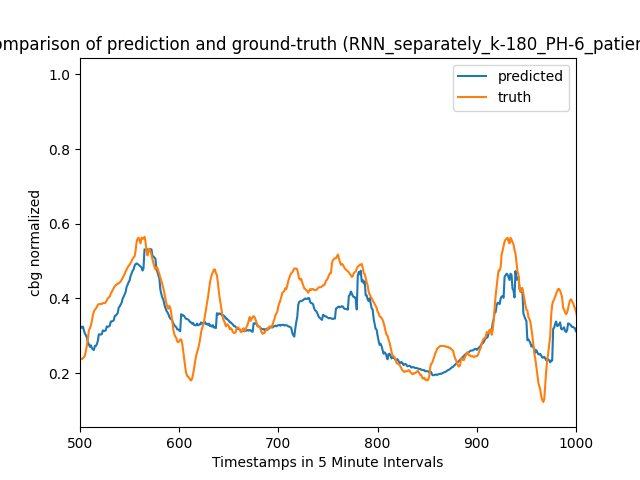 omparison of prediction and ground-truth (RNN_separately_k-180_PH-6_patien
predicted
truth
1.0
0.8
0.6
0.4
0.2
cbg normalized
500 600 700 800 900 1000
Timestamps in 5 Minute Intervals